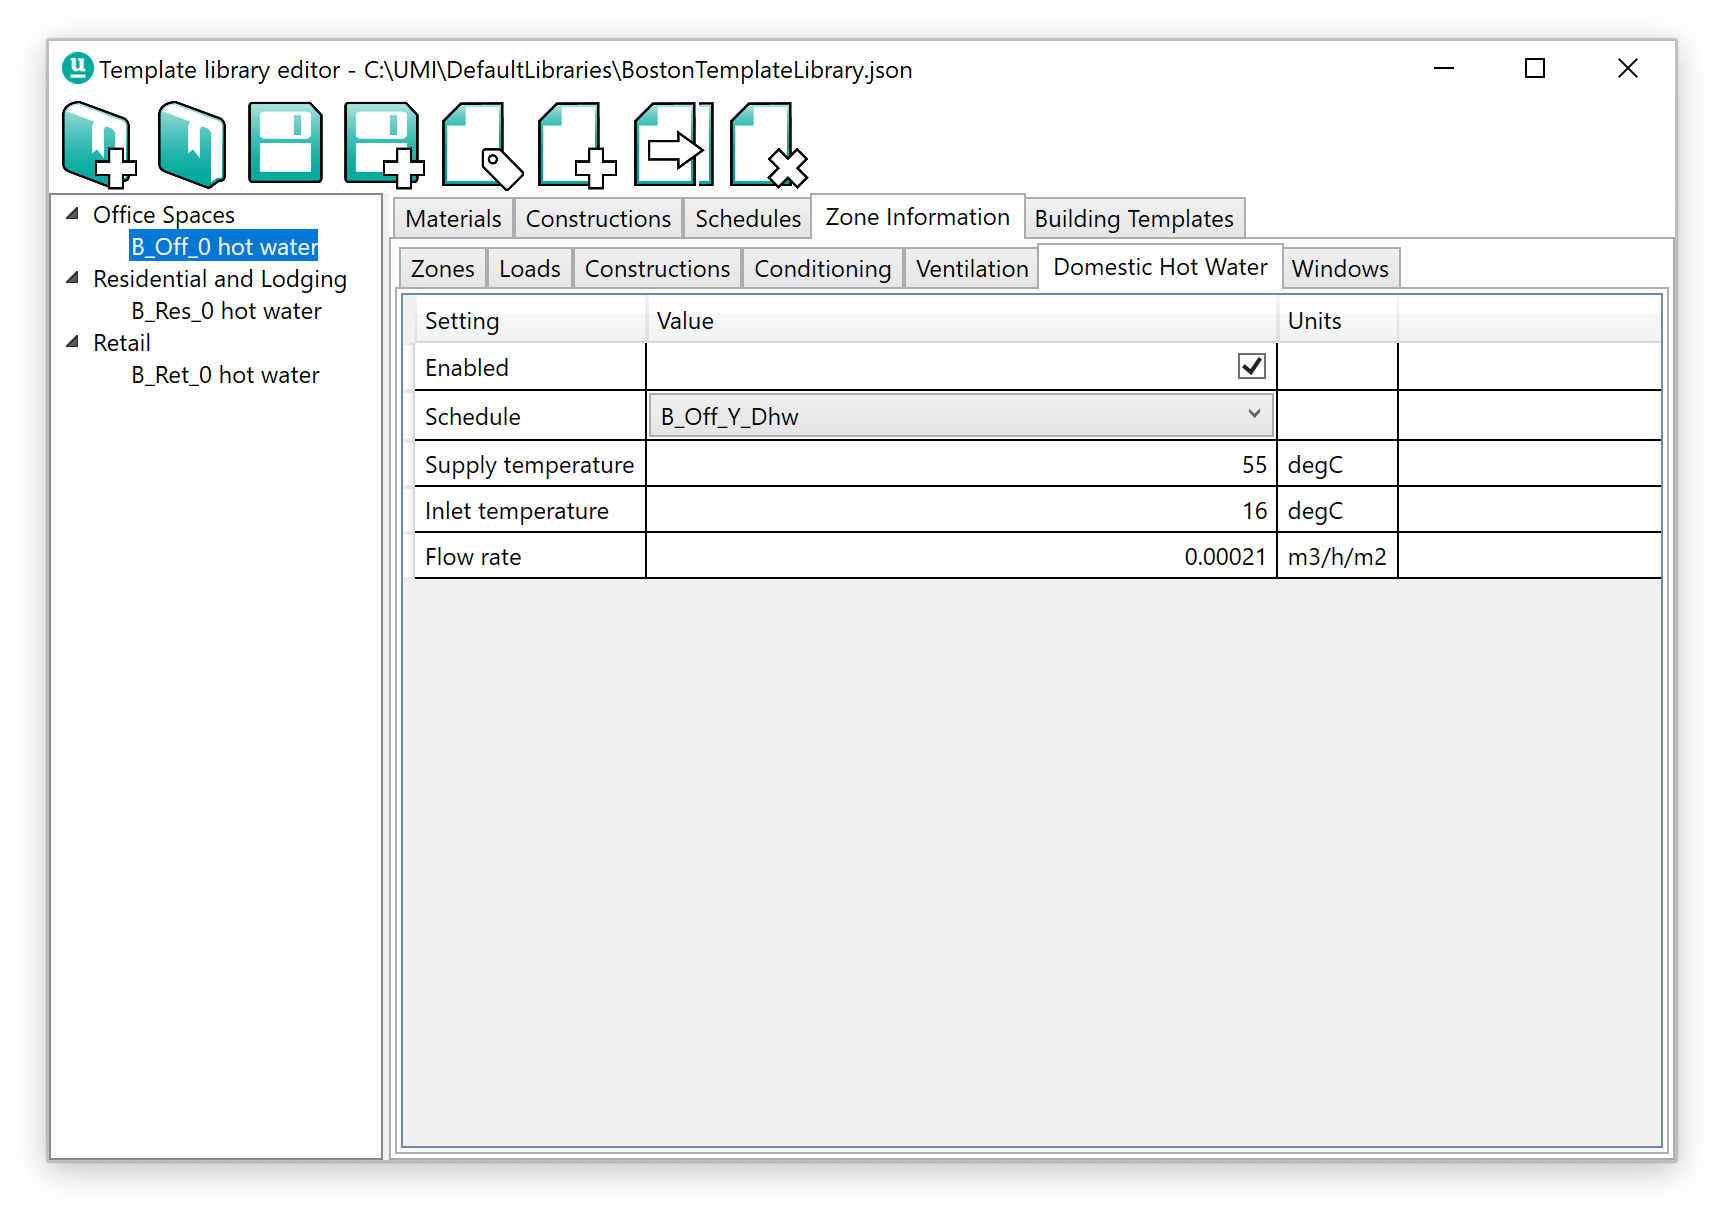 u Template library editor - C:\UMI\DefaultLibraries\BostonTemplateLibrary.json
Office Spaces
B_Off_0 hot water
Residential and Lodging
B_Res_0 hot water
Retail
B_Ret_0 hot water
Materials Constructions Schedules Zone Information Building Templates
Zones Loads Constructions Conditioning Ventilation Domestic Hot Water Windows
Setting Value Units
Enabled
Schedule B_Off_Y_Dhw
Supply temperature 55 degC
Inlet temperature 16 degC
Flow rate 0.00021 m3/h/m2